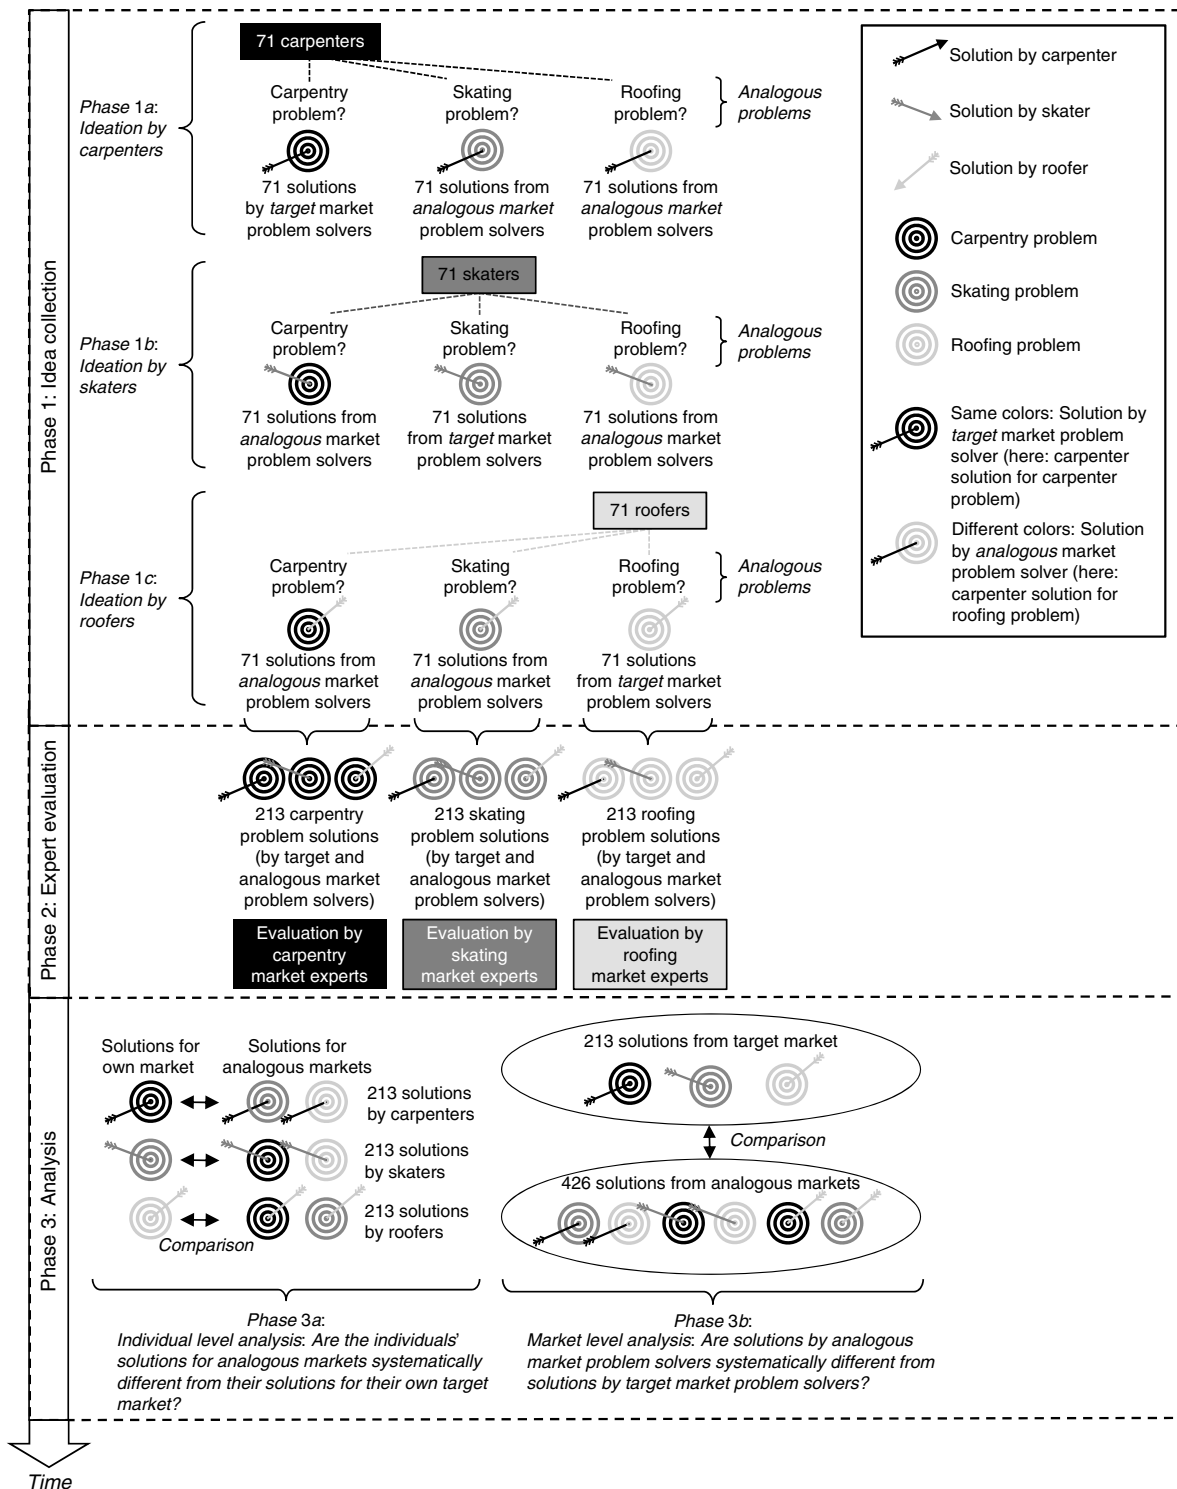 Phase 1: Idea collection
71 carpenters
Phase 1a:
Ideation by
carpenters
Carpentry
problem?
Skating
problem?
Roofing
problem?
Analogous
problems
71 solutions
by target market
problem solvers
71 solutions from
analogous market
problem solvers
71 solutions from
analogous market
problem solvers
71 skaters
Phase 1b:
Ideation by
skaters
Carpentry
problem?
Skating
problem?
Roofing
problem?
Analogous
problems
71 solutions from
analogous market
problem solvers
71 solutions
from target market
problem solvers
71 solutions from
analogous market
problem solvers
71 roofers
Phase 1c:
Ideation by
roofers
Carpentry
problem?
Skating
problem?
Roofing
problem?
Analogous
problems
71 solutions from
analogous market
problem solvers
71 solutions from
analogous market
problem solvers
71 solutions
from target market
problem solvers
Solution by carpenter
Solution by skater
Solution by roofer
Carpentry problem
Skating problem
Roofing problem
Same colors: Solution by
target market problem
solver (here: carpenter
solution for carpenter
problem)
Different colors: Solution
by analogous market
problem solver (here:
carpenter solution for
roofing problem)
Phase 2: Expert evaluation
213 carpentry
problem solutions
(by target and
analogous market
problem solvers)
213 skating
problem solutions
(by target and
analogous market
problem solvers)
213 roofing
problem solutions
(by target and
analogous market
problem solvers)
Evaluation by
carpentry
market experts
Evaluation by
skating
market experts
Evaluation by
roofing
market experts
Phase 3: Analysis
Solutions for
own market
Solutions for
analogous markets
213 solutions
by carpenters
213 solutions
by skaters
213 solutions
by roofers
Comparison
213 solutions from target market
Comparison
426 solutions from analogous markets
Phase 3a:
Individual level analysis: Are the individuals'
solutions for analogous markets systematically
different from their solutions for their own target
market?
Phase 3b:
Market level analysis: Are solutions by analogous
market problem solvers systematically different from
solutions by target market problem solvers?
Time